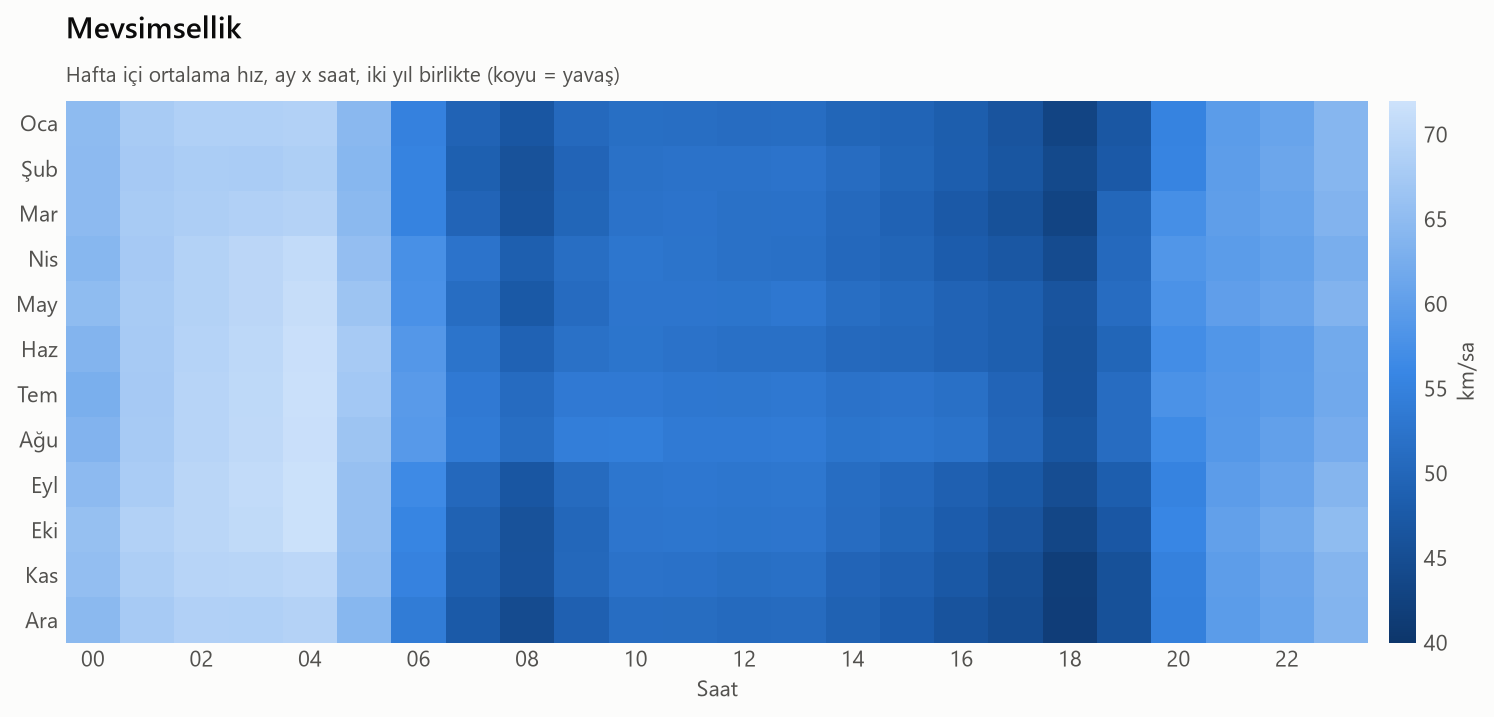 Mevsimsellik
Hafta içi ortalama hız, ay x saat, iki yıl birlikte (koyu = yavaş)
Oca
Şub
Mar
Nis
May
Haz
Tem
Ağu
Eyl
Eki
Kas
Ara
00 02 04 06 08 10 12 14 16 18 20 22
Saat
70
65
60
55
50
45
40
km/sa